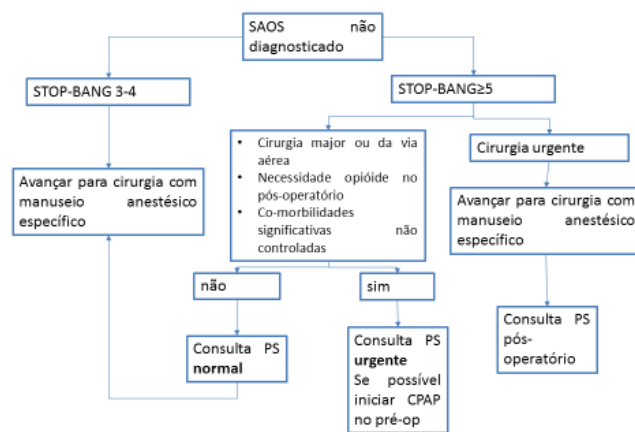 SAOS não
diagnosticado
STOP-BANG 3-4
STOP-BANG≥5
• Cirurgia major ou da via
aérea
• Necessidade opióide no
pós-operatório
• Co-morbilidades
significativas não
controladas
Cirurgia urgente
Avançar para cirurgia com
manuseio anestésico
específico
Avançar para cirurgia com
manuseio anestésico
específico
não
sim
Consulta PS
normal
Consulta PS
urgente
Se possível
iniciar CPAP
no pré-op
Consulta PS
pós-
operatório